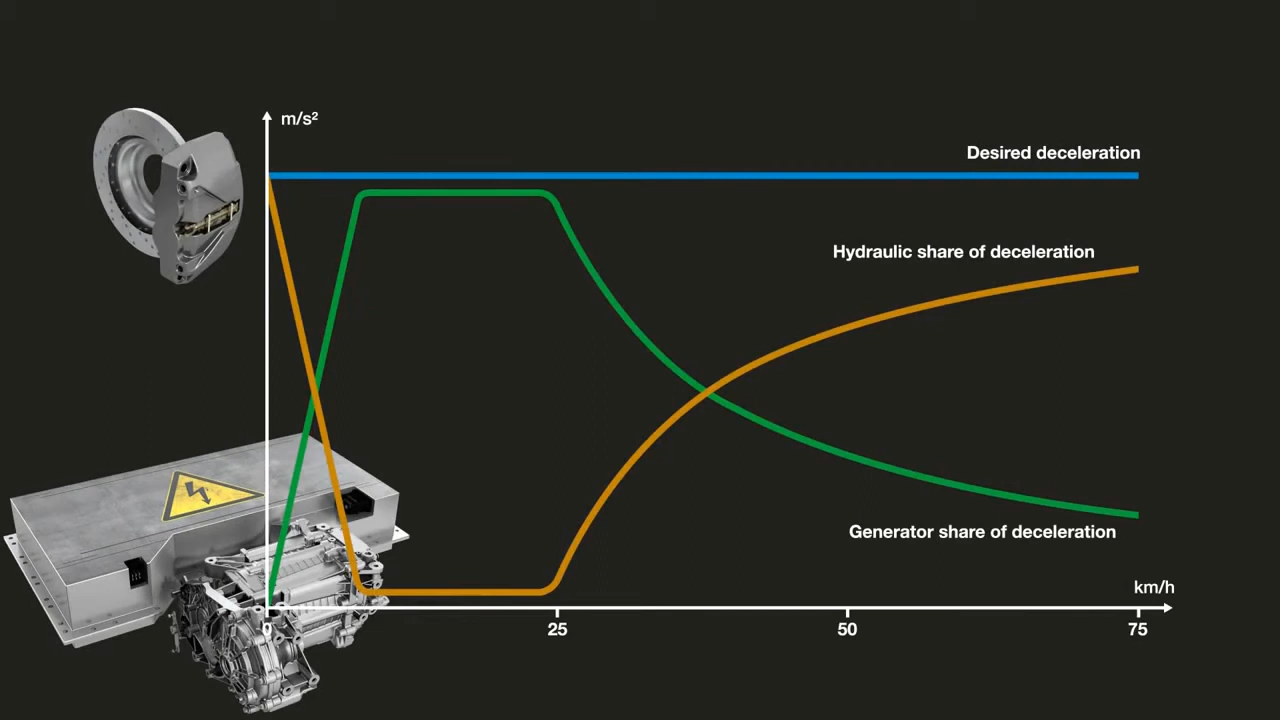 m/s²
Desired deceleration
Hydraulic share of deceleration
Generator share of deceleration
km/h
0
25
50
75